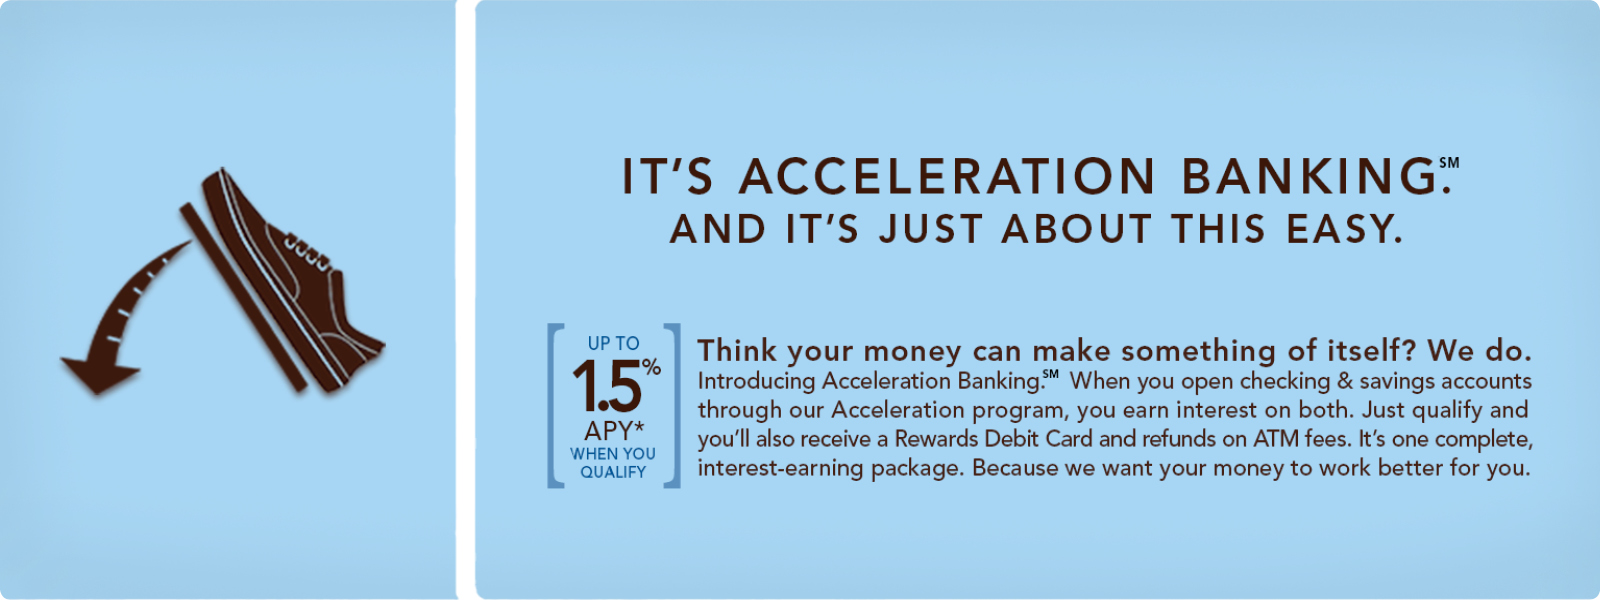 IT'S ACCELERATION BANKING.℠
AND IT'S JUST ABOUT THIS EASY.
UP TO
1.5%
APY*
WHEN YOU
QUALIFY
Think your money can make something of itself? We do.
Introducing Acceleration Banking.℠ When you open checking & savings accounts
through our Acceleration program, you earn interest on both. Just qualify and
you'll also receive a Rewards Debit Card and refunds on ATM fees. It's one complete,
interest-earning package. Because we want your money to work better for you.